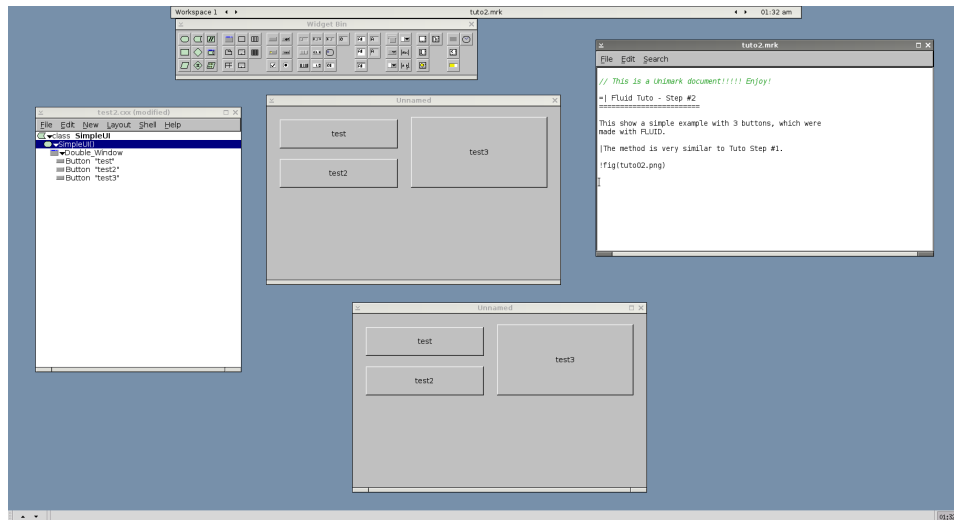 Workspace 1
tuto2.mrk
01:32 am
Widget Bin
tuto2.mrk
File Edit Search
// This is a Unimark document!!!!! Enjoy!
=| Fluid Tuto - Step #2
========================
This show a simple example with 3 buttons, which were
made with FLUID.
|The method is very similar to Tuto Step #1.
!fig(tuto02.png)
test2.cxx (modified)
File Edit New Layout Shell Help
class SimpleUI
SimpleUI()
Double_Window
Button "test"
Button "test2"
Button "test3"
Unnamed
test
test2
test3
Unnamed
test
test2
test3
01:32